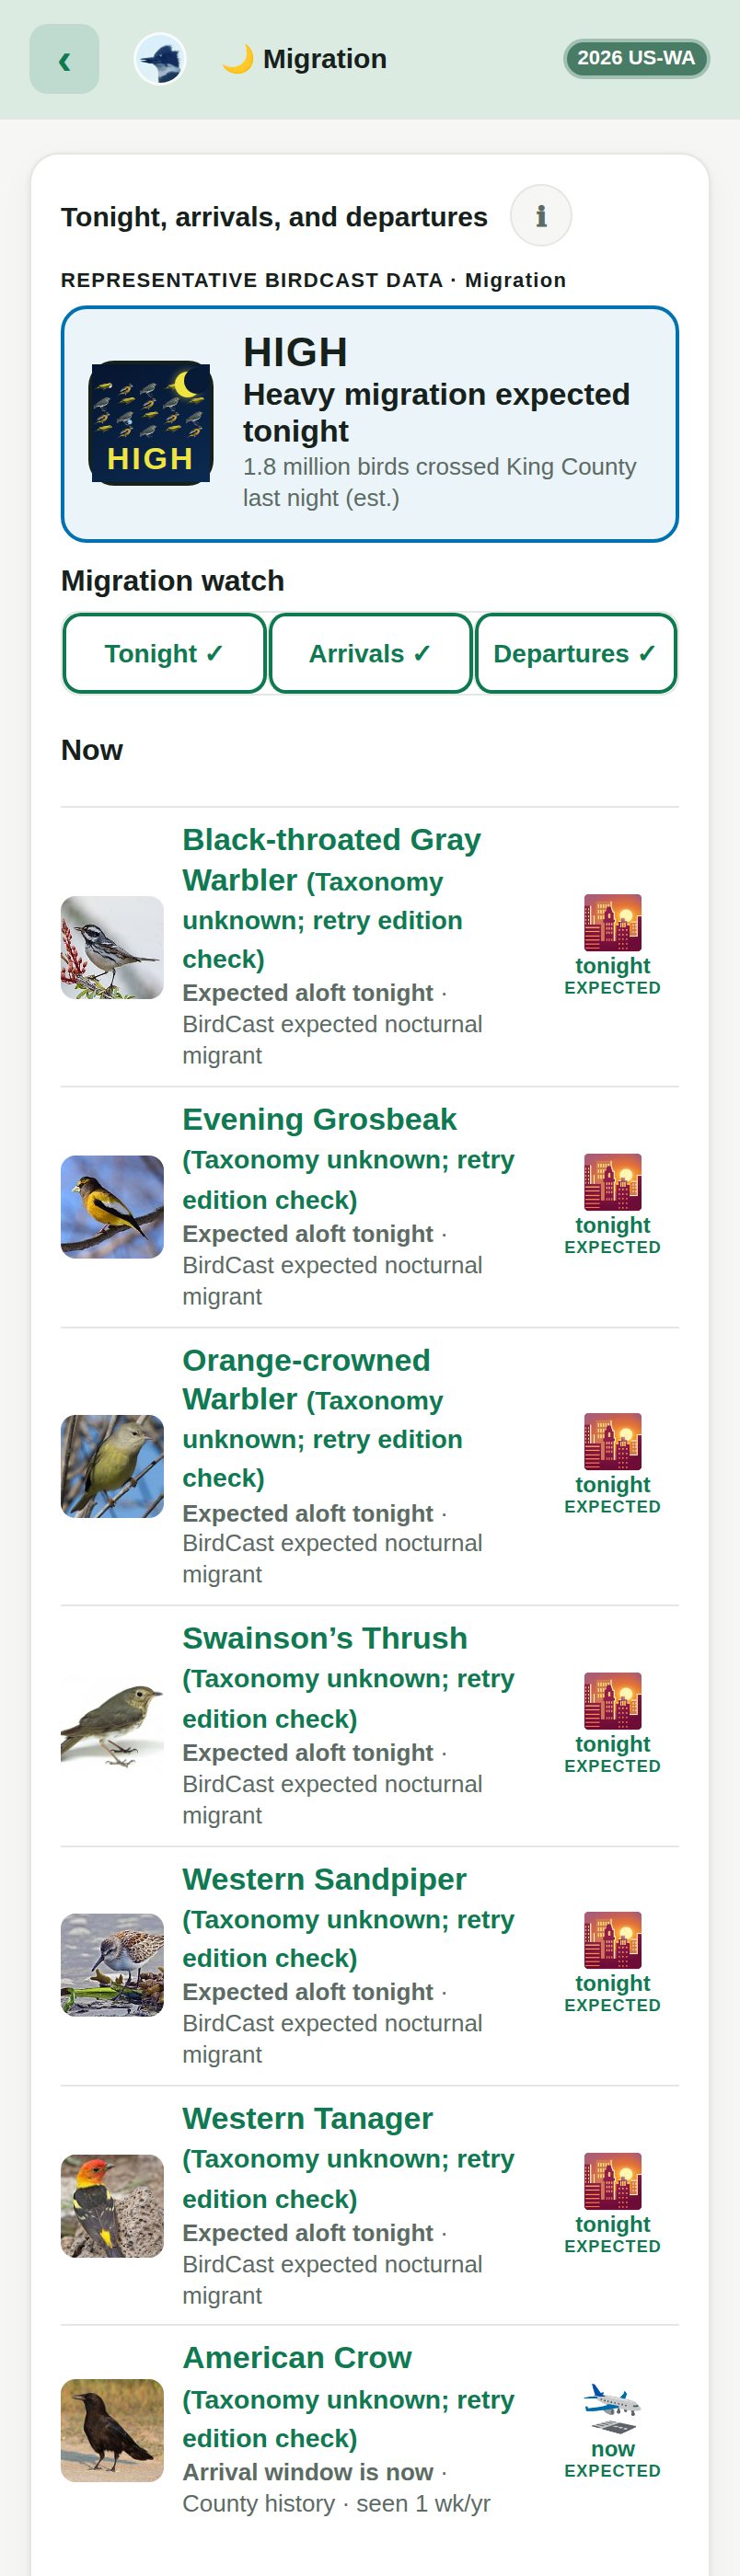 ‹
🌙 Migration
2026 US-WA
Tonight, arrivals, and departures
ℹ
REPRESENTATIVE BIRDCAST DATA · Migration
HIGH
HIGH
Heavy migration expected
tonight
1.8 million birds crossed King County
last night (est.)
Migration watch
Tonight ✓
Arrivals ✓
Departures ✓
Now
Black-throated Gray
Warbler (Taxonomy
unknown; retry edition
check)
Expected aloft tonight ·
BirdCast expected nocturnal
migrant
tonight
EXPECTED
Evening Grosbeak
(Taxonomy unknown; retry
edition check)
Expected aloft tonight ·
BirdCast expected nocturnal
migrant
tonight
EXPECTED
Orange-crowned
Warbler (Taxonomy
unknown; retry edition
check)
Expected aloft tonight ·
BirdCast expected nocturnal
migrant
tonight
EXPECTED
Swainson’s Thrush
(Taxonomy unknown; retry
edition check)
Expected aloft tonight ·
BirdCast expected nocturnal
migrant
tonight
EXPECTED
Western Sandpiper
(Taxonomy unknown; retry
edition check)
Expected aloft tonight ·
BirdCast expected nocturnal
migrant
tonight
EXPECTED
Western Tanager
(Taxonomy unknown; retry
edition check)
Expected aloft tonight ·
BirdCast expected nocturnal
migrant
tonight
EXPECTED
American Crow
(Taxonomy unknown; retry
edition check)
Arrival window is now ·
County history · seen 1 wk/yr
now
EXPECTED